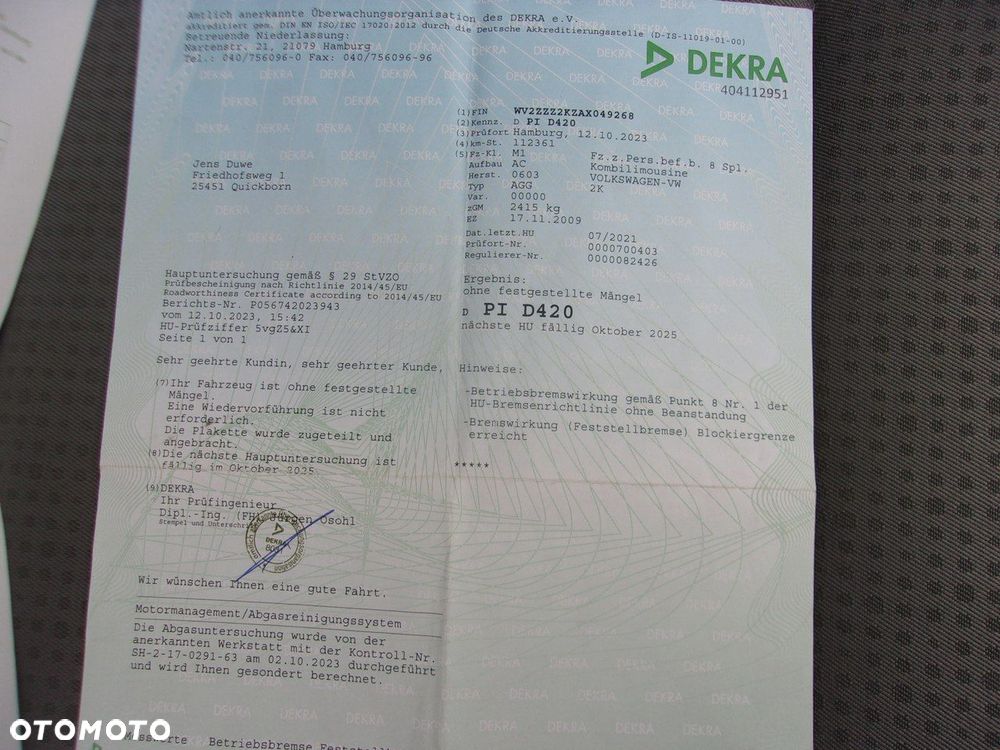 Amtlich anerkannte Überwachungsorganisation des DEKRA e.V.
akkreditiert gem. DIN EN ISO/IEC 17020:2012 durch die Deutsche Akkreditierungsstelle (D-IS-11019-01-00)
Betreuende Niederlassung:
Nartenstr. 21, 21079 Hamburg
Tel.: 040/756096-0 Fax: 040/756096-96
DEKRA
404112951
(1) FIN WV2ZZZ2KZAX049268
(2) Kennz. D PI D420
(3) Prüfort Hamburg, 12.10.2023
(4) km-St. 112361
(5) Fz-Kl. M1 Fz.z.Pers.bef.b. 8 Spl.
Aufbau AC Kombilimousine
Herst. 0603 VOLKSWAGEN-VW
Typ AGG 2K
Var. 00000
zGM 2415 kg
EZ 17.11.2009
Dat.letzt.HU 07/2021
Prüfort-Nr. 0000700403
Regulierer-Nr. 0000082426
Jens Duwe
Friedhofsweg 1
25451 Quickborn
Hauptuntersuchung gemäß § 29 StVZO
Prüfbescheinigung nach Richtlinie 2014/45/EU
Roadworthiness Certificate according to 2014/45/EU
Berichts-Nr. P056742023943
vom 12.10.2023, 15:42
HU-Prüfziffer 5vgZ5&XI
Seite 1 von 1
Ergebnis:
ohne festgestellte Mängel
D PI D420
nächste HU fällig Oktober 2025
Sehr geehrte Kundin, sehr geehrter Kunde,
(7) Ihr Fahrzeug ist ohne festgestellte
Mängel.
Eine Wiedervorführung ist nicht
erforderlich.
Die Plakette wurde zugeteilt und
angebracht.
(8) Die nächste Hauptuntersuchung ist
fällig im Oktober 2025.
Hinweise:
-Betriebsbremswirkung gemäß Punkt 8 Nr. 1 der
HU-Bremsenrichtlinie ohne Beanstandung
-Bremswirkung (Feststellbremse) Blockiergrenze
erreicht
*****
(9) DEKRA
Ihr Prüfingenieur
Dipl.-Ing. (FH) Jürgen Osohl
Stempel und Unterschrift
DEKRA
Wir wünschen Ihnen eine gute Fahrt.
Motormanagement/Abgasreinigungssystem
Die Abgasuntersuchung wurde von der
anerkannten Werkstatt mit der Kontroll-Nr.
SH-2-17-0291-63 am 02.10.2023 durchgeführt
und wird Ihnen gesondert berechnet.
Betriebsbremse
OTOMOTO